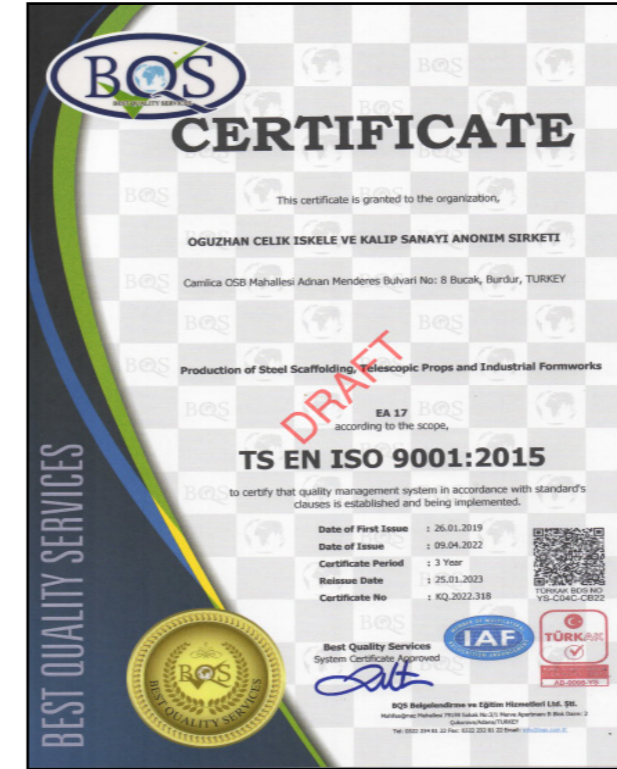 BQS
BEST QUALITY SERVICES
CERTIFICATE
This certificate is granted to the organization,
OGUZHAN CELIK ISKELE VE KALIP SANAYI ANONIM SIRKETI
Camlica OSB Mahallesi Adnan Menderes Bulvari No: 8 Bucak, Burdur, TURKEY
DRAFT
Production of Steel Scaffolding, Telescopic Props and Industrial Formworks
EA 17
according to the scope,
TS EN ISO 9001:2015
to certify that quality management system in accordance with standard's
clauses is established and being implemented.
Date of First Issue : 26.01.2019
Date of Issue : 09.04.2022
Certificate Period : 3 Year
Reissue Date : 25.01.2023
Certificate No : KQ.2022.318
TÜRKAK BDS NO
YS-C04C-CB22
BEST QUALITY SERVICES
Best Quality Services
System Certificate Approved
IAF
TÜRKAK
AB-0006-YS
BQS
BEST QUALITY SERVICES
BQS Belgelendirme ve Eğitim Hizmetleri Ltd. Şti.
Çukurova/Adana/TURKEY